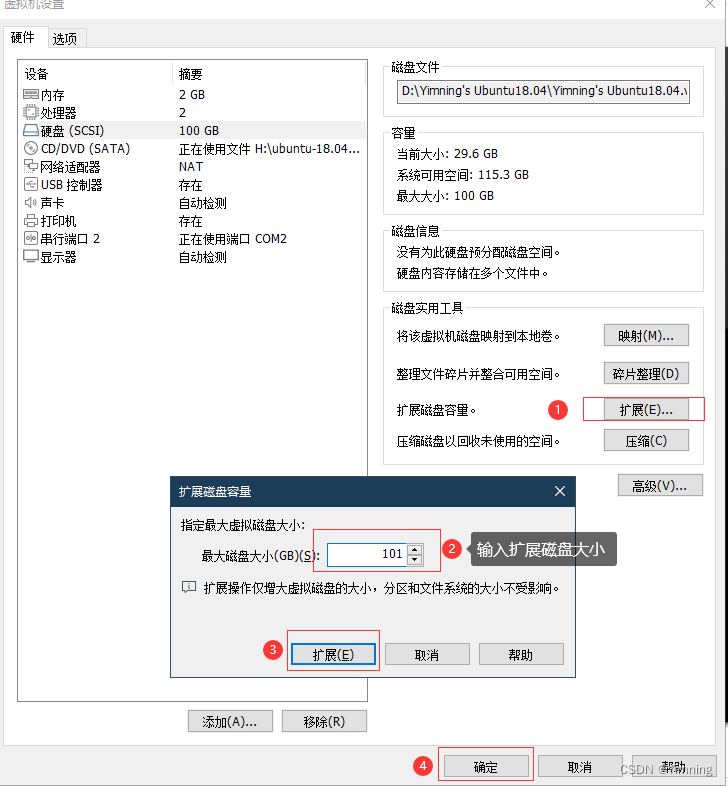 虚拟机设置
硬件 选项
设备 摘要
内存 2 GB
处理器 2
硬盘 (SCSI) 100 GB
CD/DVD (SATA) 正在使用文件 H:\ubuntu-18.04...
网络适配器 NAT
USB 控制器 存在
声卡 自动检测
打印机 存在
串行端口 2 正在使用端口 COM2
显示器 自动检测
添加(A)... 移除(R)
磁盘文件
D:\Yimning's Ubuntu18.04\Yimning's Ubuntu18.04.
容量
当前大小: 29.6 GB
系统可用空间: 115.3 GB
最大大小: 100 GB
磁盘信息
没有为此硬盘预分配磁盘空间。
硬盘内容存储在多个文件中。
磁盘实用工具
将该虚拟机磁盘映射到本地卷。 映射(M)...
整理文件碎片并整合可用空间。 碎片整理(D)
扩展磁盘容量。 1 扩展(E)...
压缩磁盘以回收未使用的空间。 压缩(C)
高级(V)...
扩展磁盘容量
指定最大虚拟磁盘大小:
最大磁盘大小(GB)(S): 101 2 输入扩展磁盘大小
扩展操作仅增大虚拟磁盘的大小，分区和文件系统的大小不受影响。
3 扩展(E) 取消 帮助
4 确定 取消 帮助
CSDN @Yimning